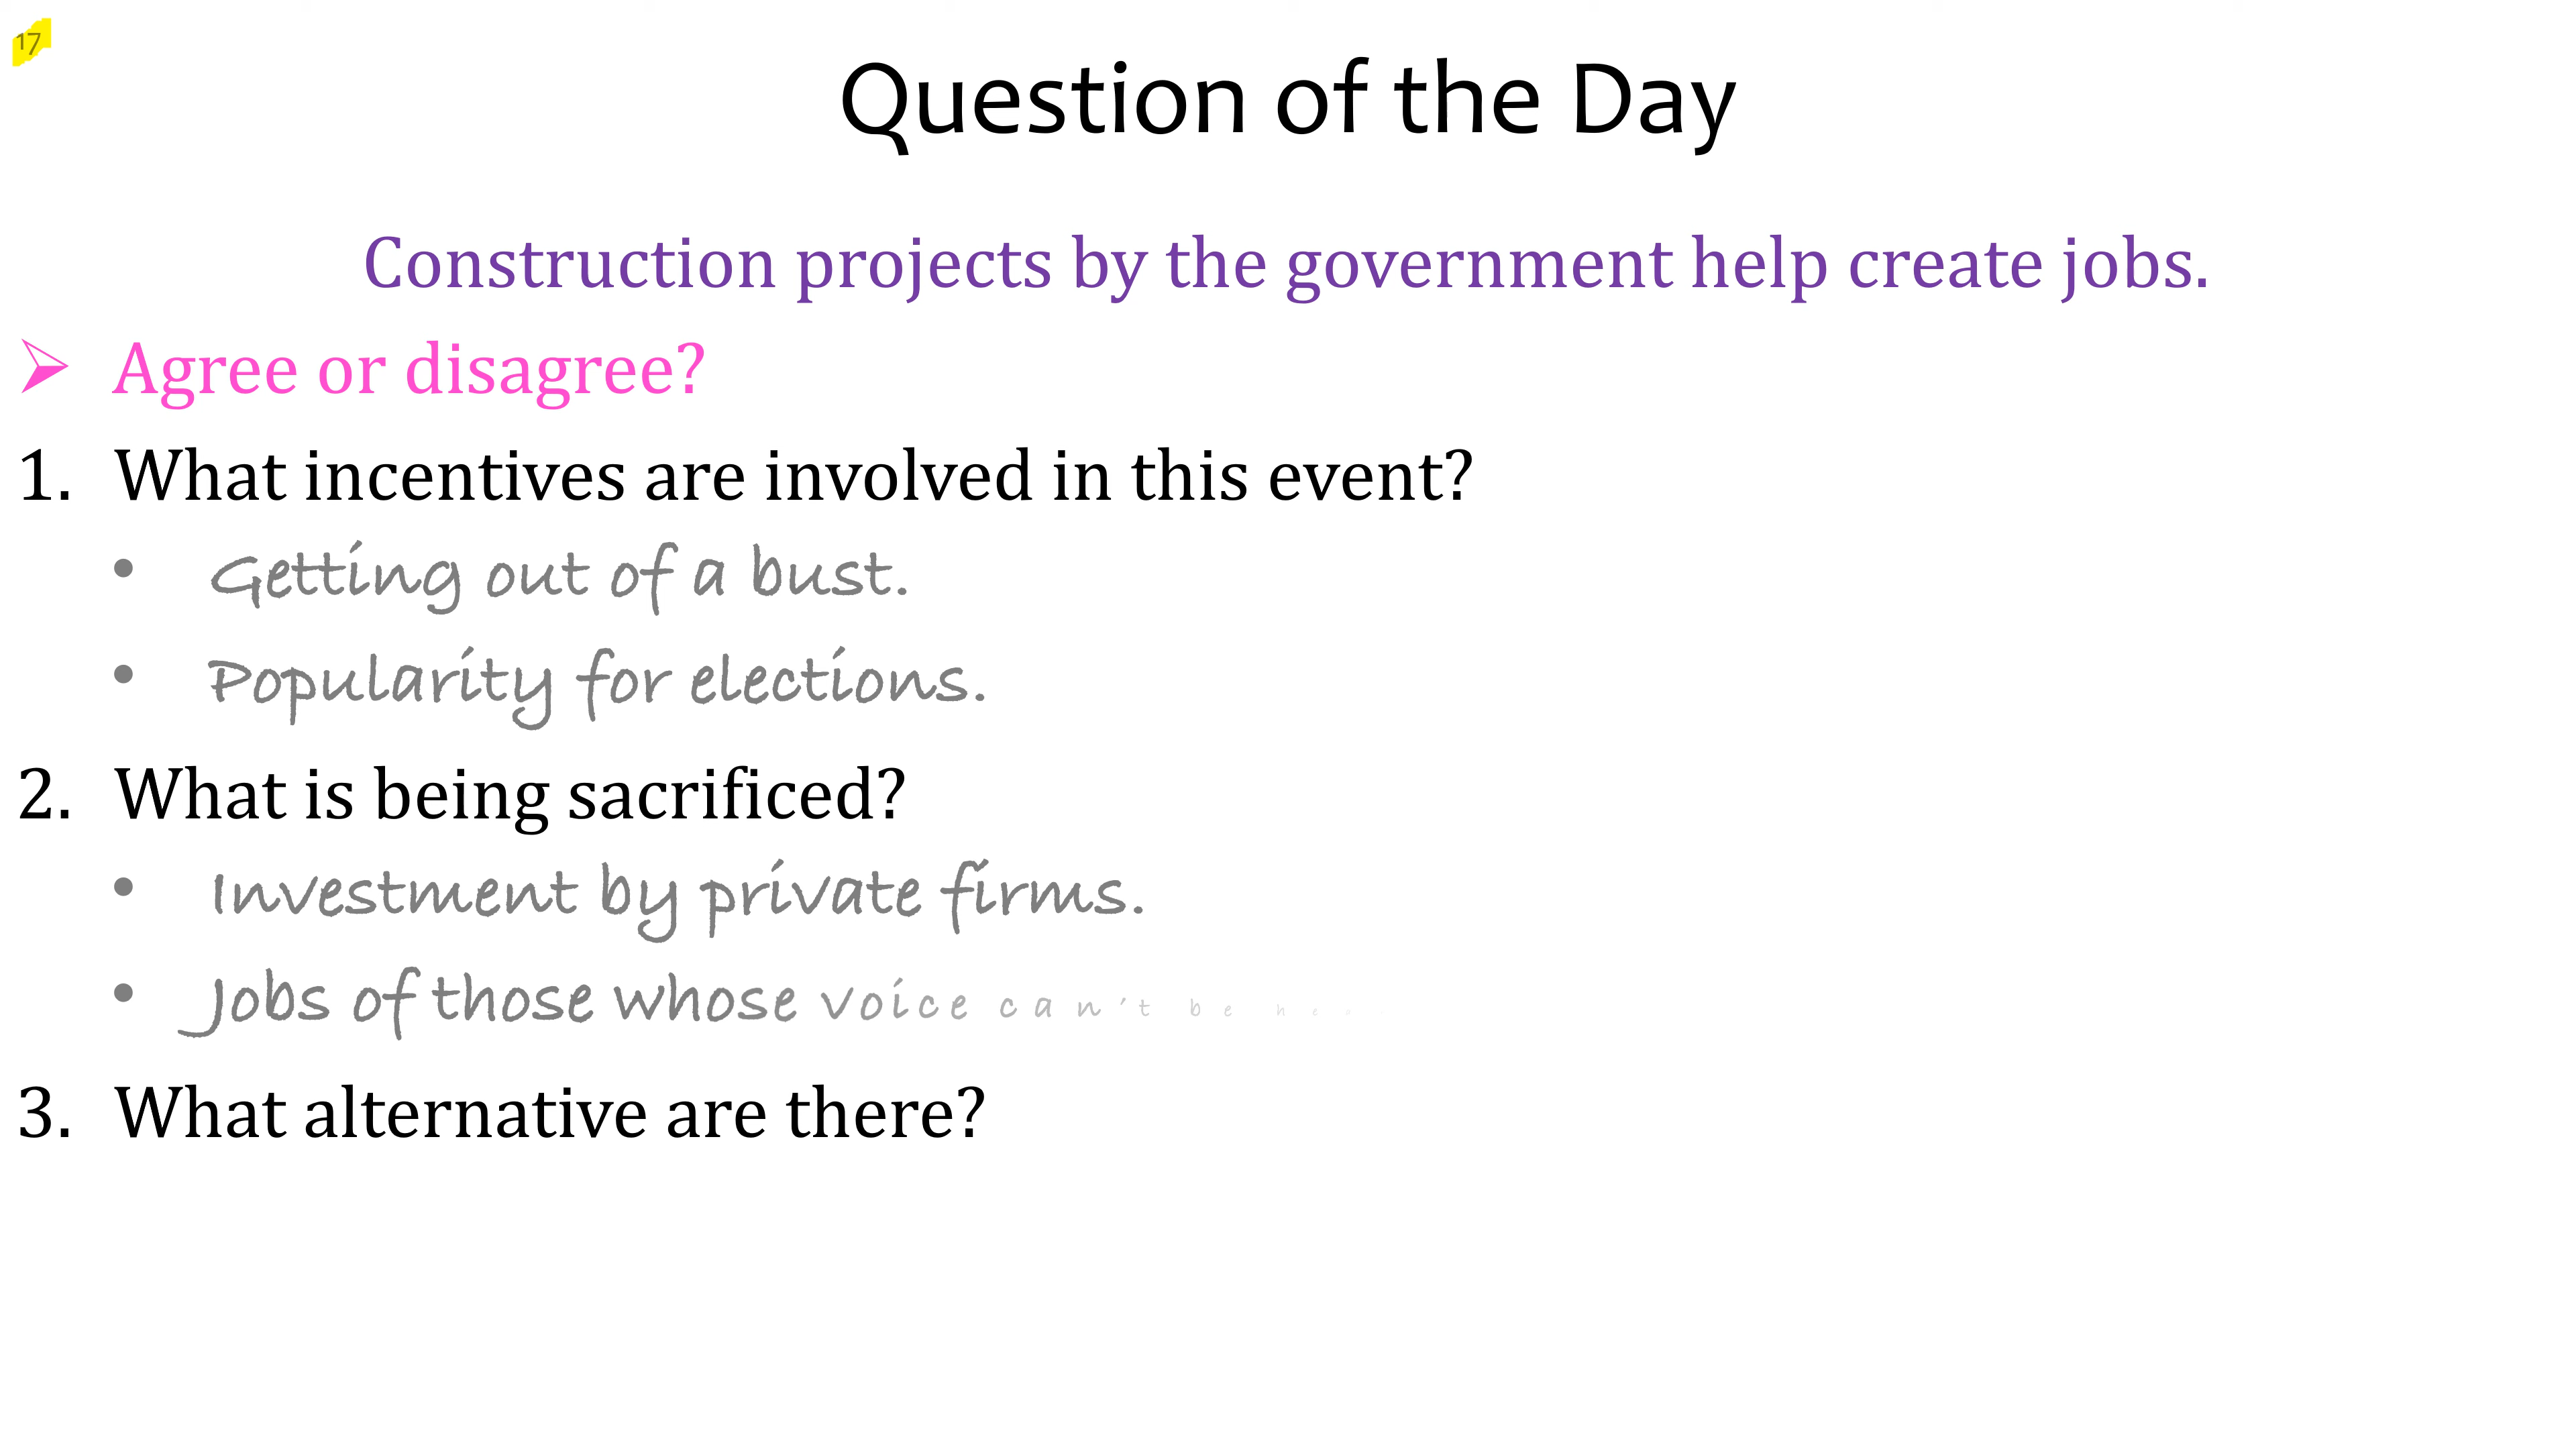 17
Question of the Day
Construction projects by the government help create jobs.
➢ Agree or disagree?
1. What incentives are involved in this event?
• Getting out of a bust.
• Popularity for elections.
2. What is being sacrificed?
• Investment by private firms.
• Jobs of those whose voice can't be
3. What alternative are there?